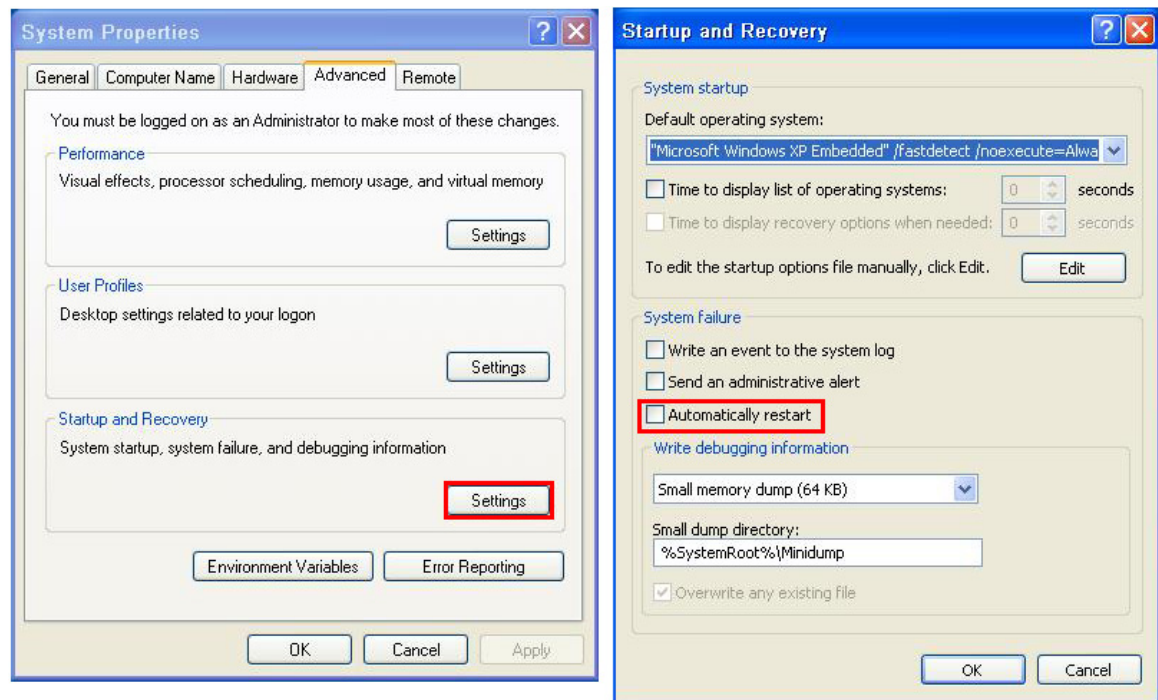 System Properties
General Computer Name Hardware Advanced Remote
You must be logged on as an Administrator to make most of these changes.
Performance
Visual effects, processor scheduling, memory usage, and virtual memory
Settings
User Profiles
Desktop settings related to your logon
Settings
Startup and Recovery
System startup, system failure, and debugging information
Settings
Environment Variables Error Reporting
OK Cancel Apply
Startup and Recovery
System startup
Default operating system:
"Microsoft Windows XP Embedded" /fastdetect /noexecute=Alwa
Time to display list of operating systems: 0 seconds
Time to display recovery options when needed: 0 seconds
To edit the startup options file manually, click Edit. Edit
System failure
Write an event to the system log
Send an administrative alert
Automatically restart
Write debugging information
Small memory dump (64 KB)
Small dump directory:
%SystemRoot%\Minidump
Overwrite any existing file
OK Cancel